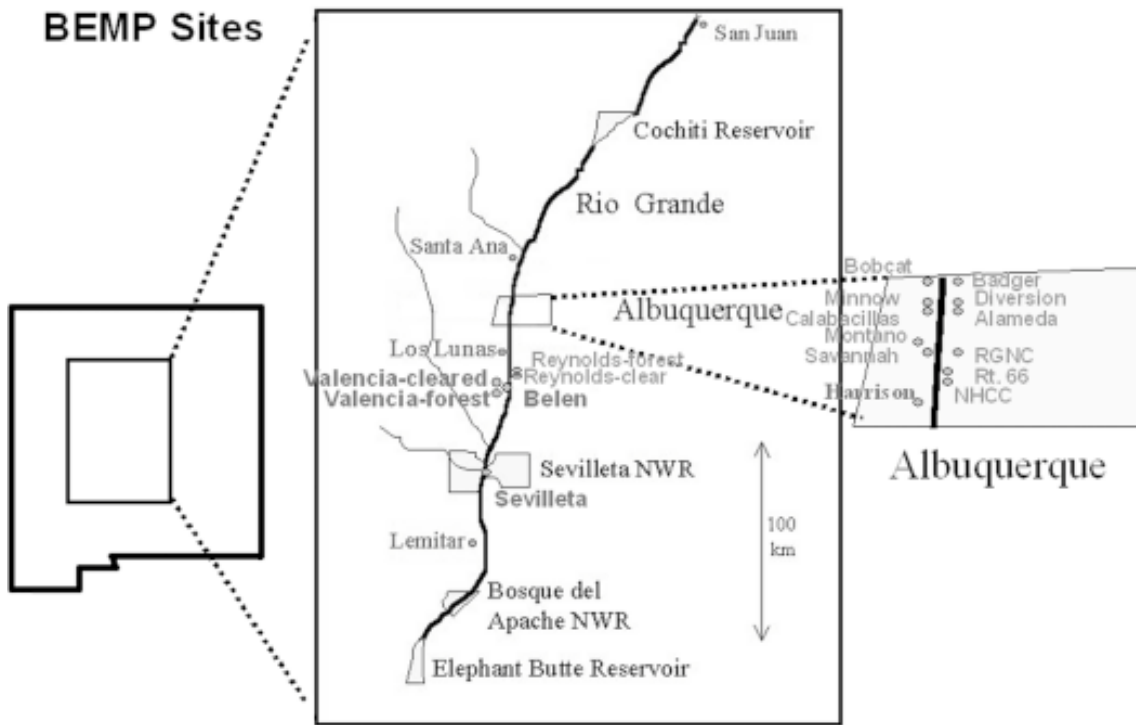 BEMP Sites
San Juan
Cochiti Reservoir
Rio Grande
Santa Ana
Albuquerque
Los Lunas
Reynolds-forest
Reynolds-clear
Valencia-cleared
Valencia-forest
Belen
Sevilleta NWR
Sevilleta
Lemitar
100
km
Bosque del
Apache NWR
Elephant Butte Reservoir
Bobcat
Badger
Minnow
Diversion
Calabacillas
Alameda
Montano
Savannah
RGNC
Rt. 66
Harrison
NHCC
Albuquerque